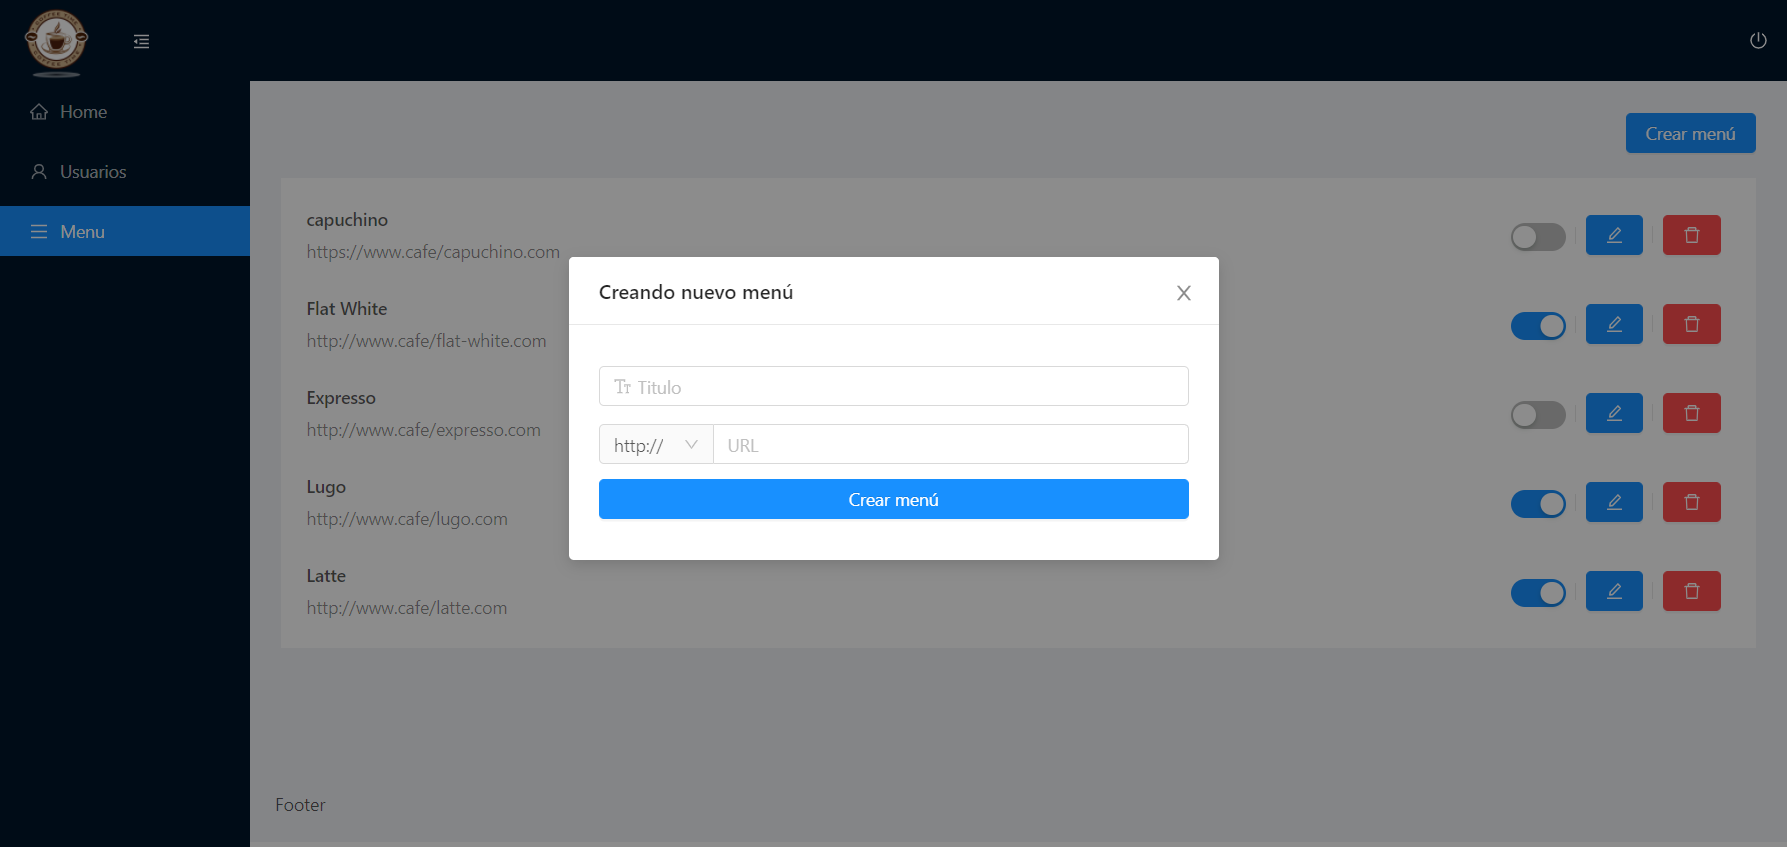 Home
Usuarios
Menu
Crear menú
capuchino
https://www.cafe/capuchino.com
Flat White
http://www.cafe/flat-white.com
Expresso
http://www.cafe/expresso.com
Lugo
http://www.cafe/lugo.com
Latte
http://www.cafe/latte.com
Creando nuevo menú
Titulo
http://
URL
Crear menú
Footer